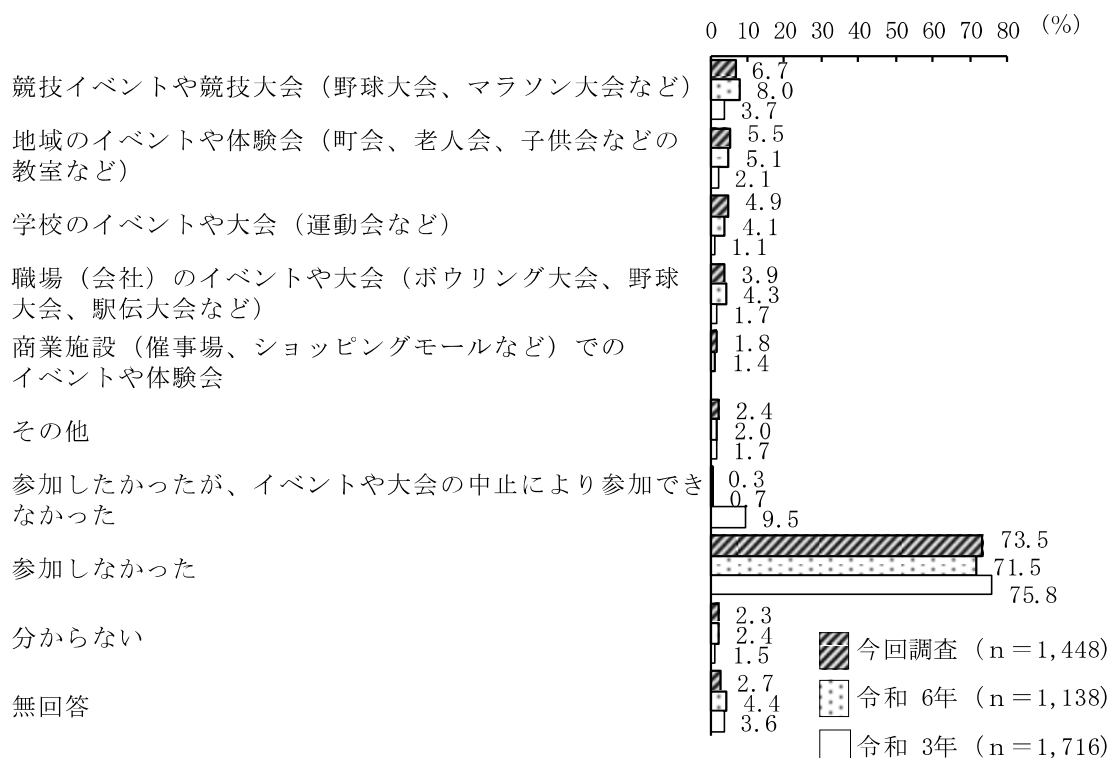 0 10 20 30 40 50 60 70 80 (%)
競技イベントや競技大会（野球大会、マラソン大会など）
6.7
8.0
3.7
地域のイベントや体験会（町会、老人会、子供会などの
教室など）
5.5
5.1
2.1
学校のイベントや大会（運動会など）
4.9
4.1
1.1
職場（会社）のイベントや大会（ボウリング大会、野球
大会、駅伝大会など）
3.9
4.3
1.7
商業施設（催事場、ショッピングモールなど）での
イベントや体験会
1.8
1.4
その他
2.4
2.0
1.7
参加したかったが、イベントや大会の中止により参加でき
なかった
0.3
0.7
9.5
参加しなかった
73.5
71.5
75.8
分からない
2.3
2.4
1.5
無回答
2.7
4.4
3.6
今回調査（n＝1,448）
令和 6年（n＝1,138）
令和 3年（n＝1,716）